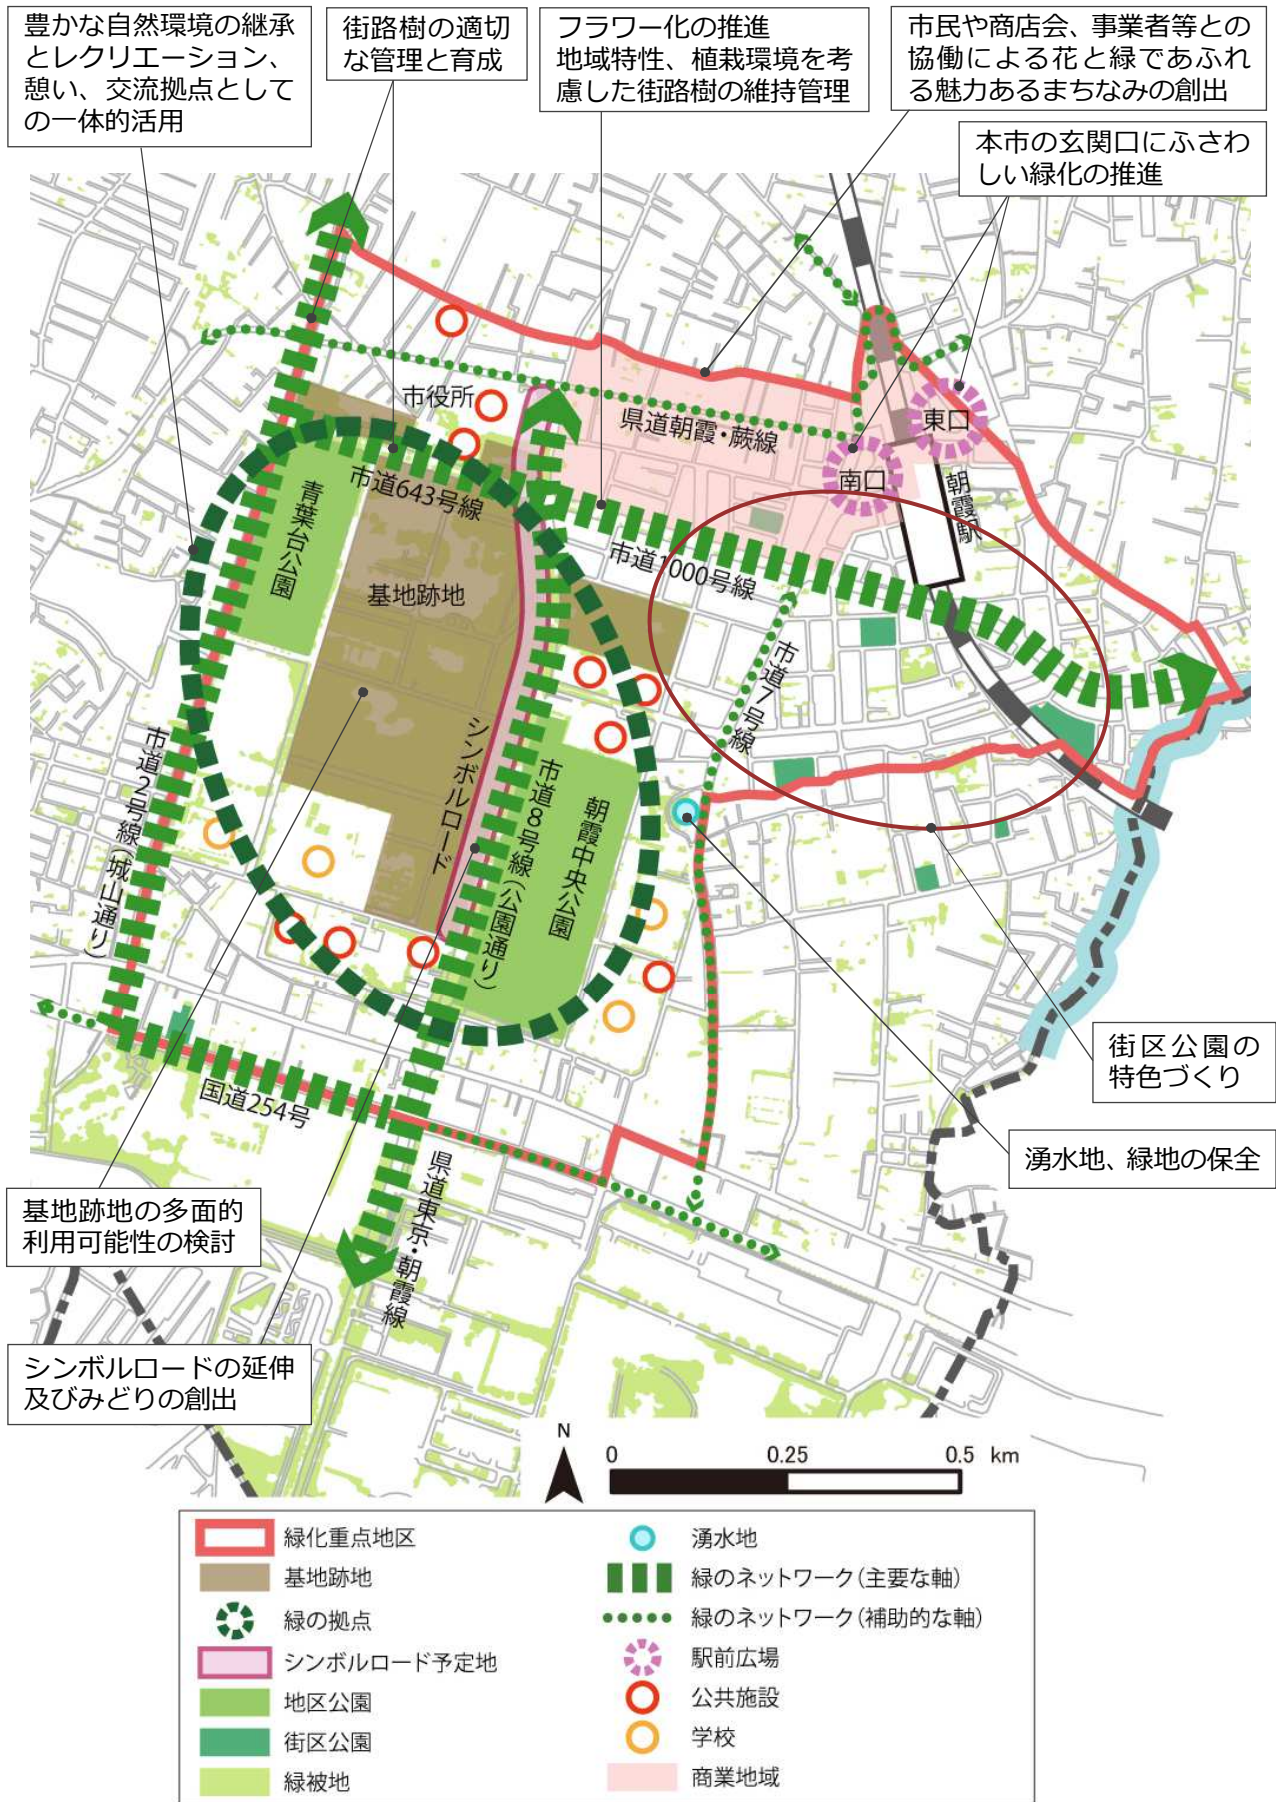 豊かな自然環境の継承
とレクリエーション、
憩い、交流拠点として
の一体的活用
街路樹の適切
な管理と育成
フラワー化の推進
地域特性、植栽環境を考
慮した街路樹の維持管理
市民や商店会、事業者等との
協働による花と緑であふれ
る魅力あるまちなみの創出
本市の玄関口にふさわ
しい緑化の推進
市役所
県道朝霞・蕨線
東口
南口
朝霞駅
市道643号線
青葉台公園
市道1000号線
基地跡地
市道7号線
シンボルロード
市道8号線(公園通り)
朝霞中央公園
市道2号線(城山通り)
国道254号
県道東京・朝霞線
街区公園の
特色づくり
湧水地、緑地の保全
基地跡地の多面的
利用可能性の検討
シンボルロードの延伸
及びみどりの創出
N
0 0.25 0.5 km
緑化重点地区
基地跡地
緑の拠点
シンボルロード予定地
地区公園
街区公園
緑被地
湧水地
緑のネットワーク(主要な軸)
緑のネットワーク(補助的な軸)
駅前広場
公共施設
学校
商業地域